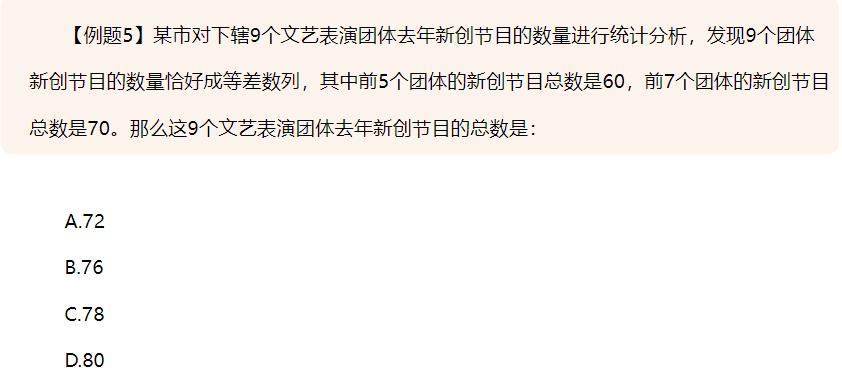 【例题5】某市对下辖9个文艺表演团体去年新创节目的数量进行统计分析，发现9个团体
新创节目的数量恰好成等差数列，其中前5个团体的新创节目总数是60，前7个团体的新创节目
总数是70。那么这9个文艺表演团体去年新创节目的总数是：
A.72
B.76
C.78
D.80